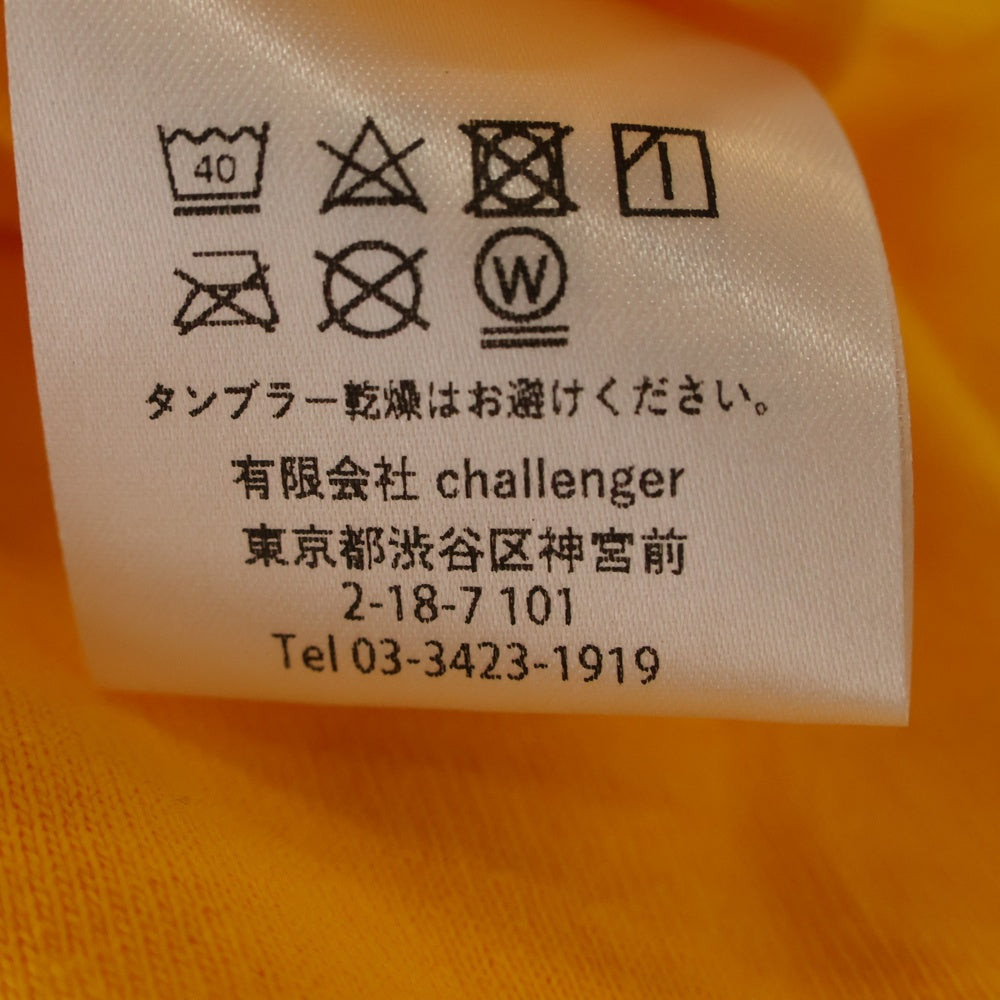 40
W
タンブラー乾燥はお避けください。
有限会社 challenger
東京都渋谷区神宮前
2-18-7 101
Tel 03-3423-1919